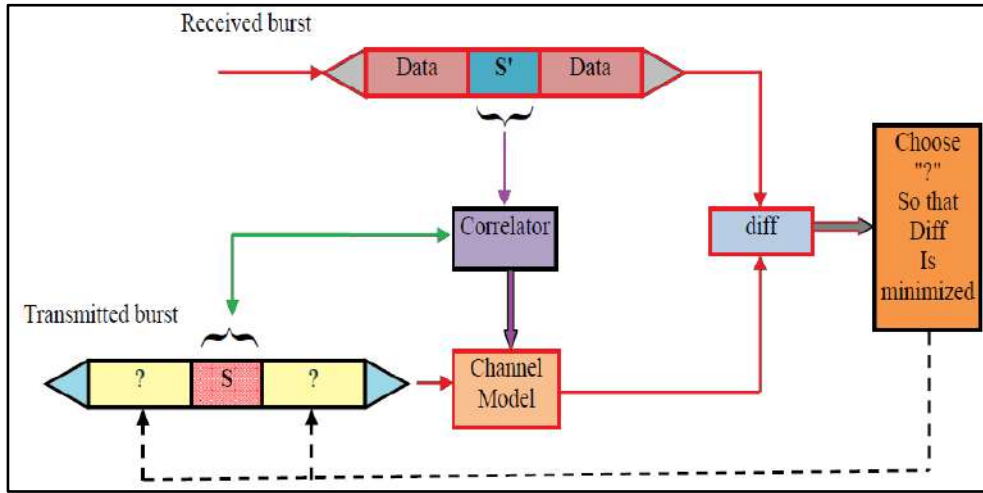 Received burst
Data
S'
Data
Choose
"?"
So that
Diff
Is
minimized
Correlator
diff
Transmitted burst
?
S
?
Channel
Model